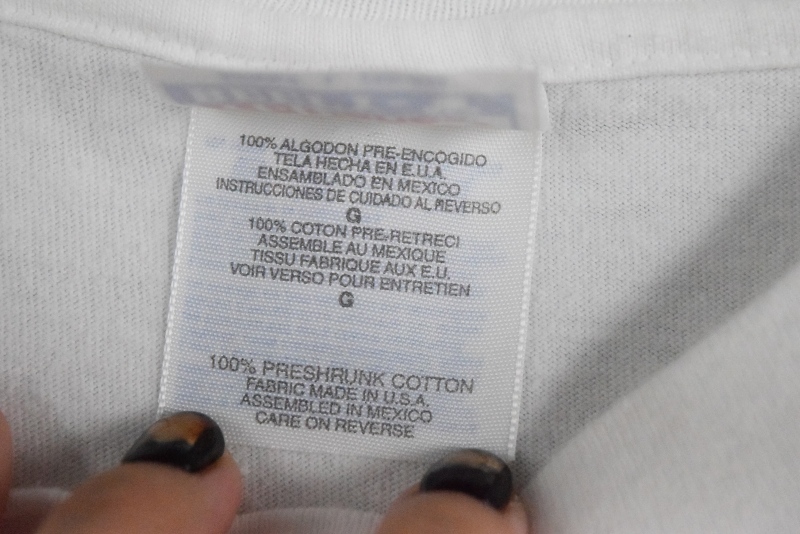 100% ALGODON PRE-ENCOGIDO
TELA HECHA EN E.U.A.
ENSAMBLADO EN MEXICO
INSTRUCCIONES DE CUIDADO AL REVERSO
G
100% COTON PRE-RETRECI
ASSEMBLE AU MEXIQUE
TISSU FABRIQUE AUX E.U.
VOIR VERSO POUR ENTRETIEN
G
100% PRESHRUNK COTTON
FABRIC MADE IN U.S.A.
ASSEMBLED IN MEXICO
CARE ON REVERSE